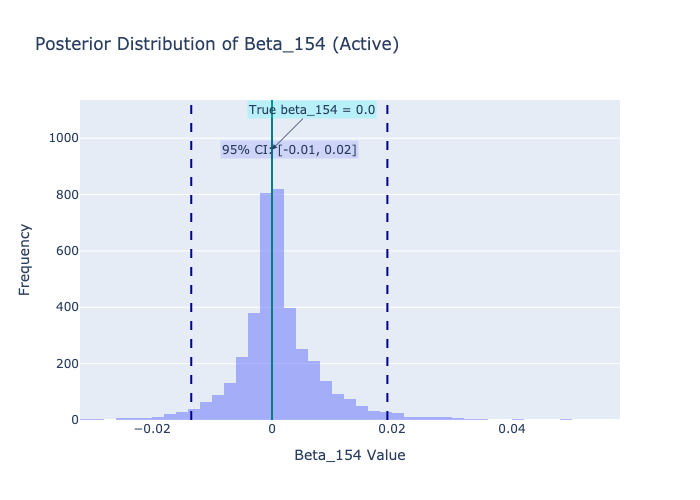 Posterior Distribution of Beta_154 (Active)
True beta_154 = 0.0
95% CI: [-0.01, 0.02]
1000
800
600
400
200
0
Frequency
−0.02
0
0.02
0.04
Beta_154 Value